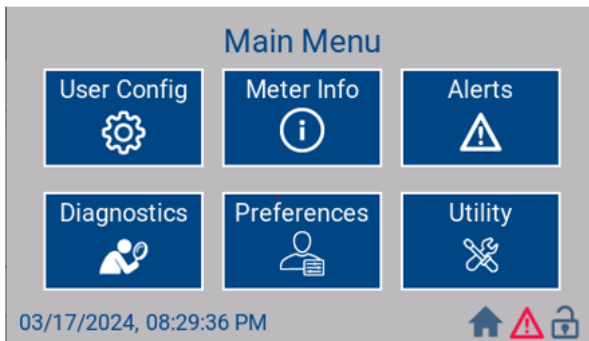 Main Menu
User Config
Meter Info
Alerts
Diagnostics
Preferences
Utility
03/17/2024, 08:29:36 PM